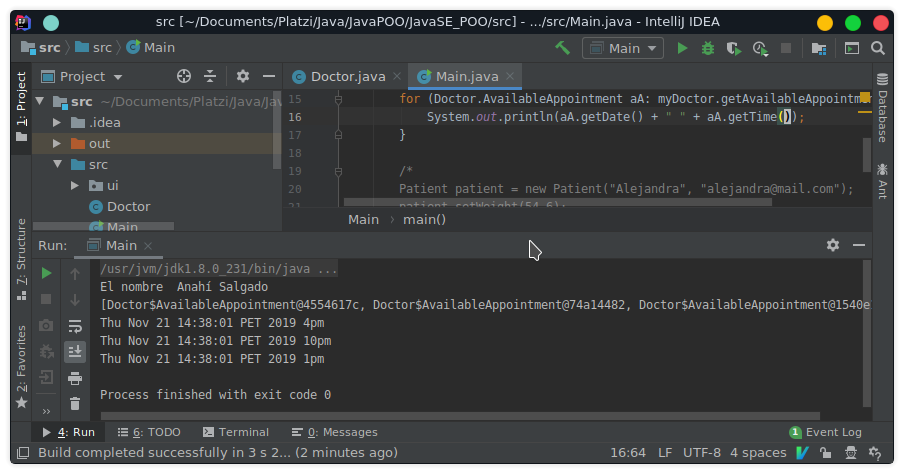 src [~/Documents/Platzi/Java/JavaPOO/JavaSE_POO/src] - .../src/Main.java - IntelliJ IDEA
src src Main
Main
Project
Doctor.java Main.java
1: Project
7: Structure
2: Favorites
Database
Ant
src ~/Documents/Platzi/Java/Jav
.idea
out
src
ui
Doctor
Main
15 for (Doctor.AvailableAppointment aA: myDoctor.getAvailableAppointme
16 System.out.println(aA.getDate() + " " + aA.getTime());
17 }
18
19 /*
20 Patient patient = new Patient("Alejandra", "alejandra@mail.com");
21 patient.setWeight(54.6);
Main › main()
Run: Main
/usr/jvm/jdk1.8.0_231/bin/java ...
El nombre  Anahí Salgado
[Doctor$AvailableAppointment@4554617c, Doctor$AvailableAppointment@74a14482, Doctor$AvailableAppointment@1540e
Thu Nov 21 14:38:01 PET 2019 4pm
Thu Nov 21 14:38:01 PET 2019 10pm
Thu Nov 21 14:38:01 PET 2019 1pm
Process finished with exit code 0
»
4: Run 6: TODO Terminal 0: Messages 1 Event Log
Build completed successfully in 3 s 2... (2 minutes ago) 16:64 LF UTF-8 4 spaces